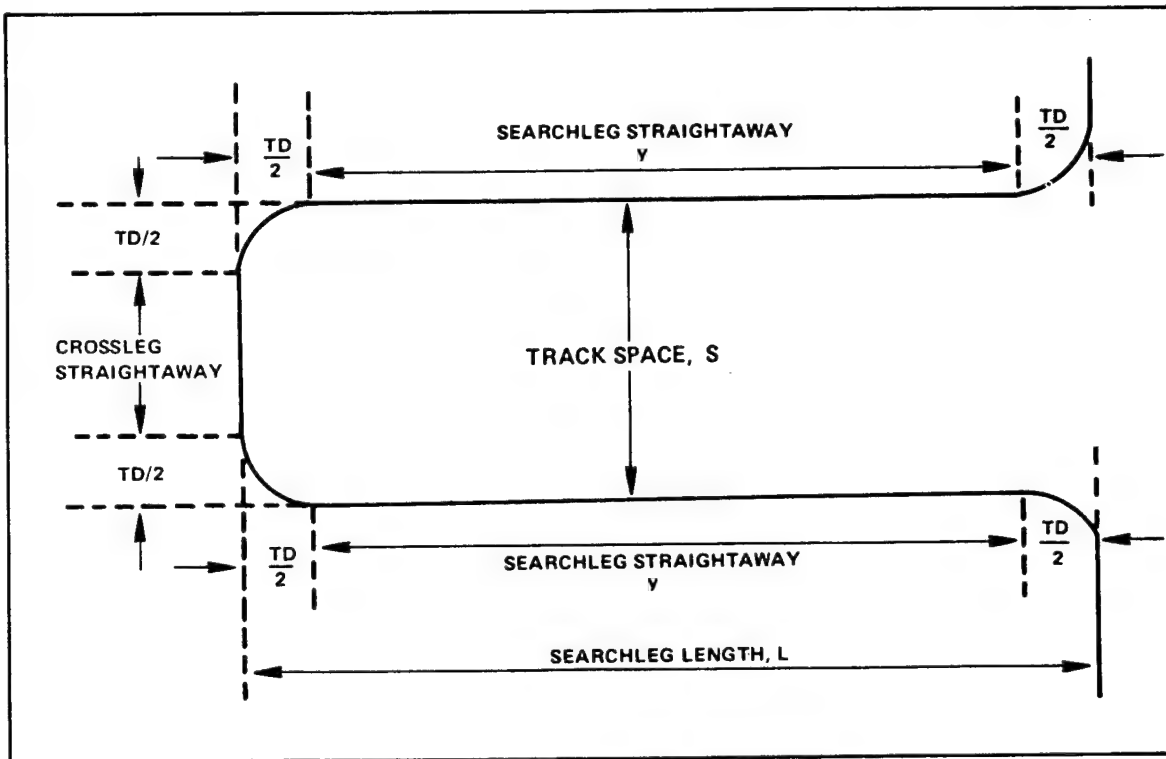 SEARCHLEG STRAIGHTAWAY
y
TD
2
TD
2
TD/2
CROSSLEG
STRAIGHTAWAY
TRACK SPACE, S
TD/2
TD
2
SEARCHLEG STRAIGHTAWAY
y
TD
2
SEARCHLEG LENGTH, L